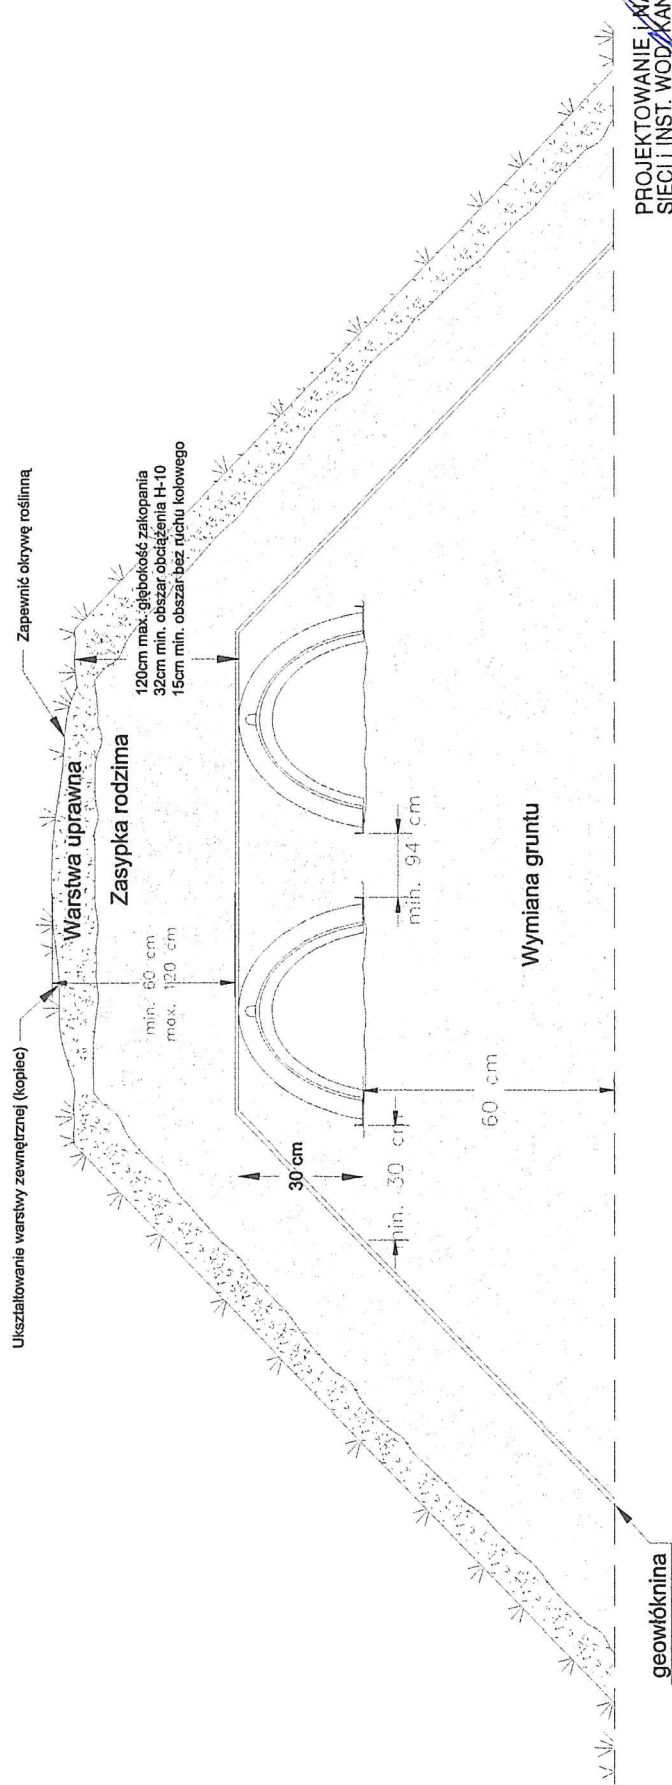 Ukształtowanie warstwy zewnętrznej (kopiec)
Zapewnić okrywę roślinną
Warstwa uprawna
Zasypka rodzima
120cm max. głębokość zakopania
32cm min. obszar obciążenia H-10
15cm min. obszar bez ruchu kołowego
min. 60 cm
max. 120 cm
30 cm
min. 30 cm
min. 94 cm
60 cm
Wymiana gruntu
geowłóknina
PROJEKTOWANIE i
SIECI i INST. WOD.